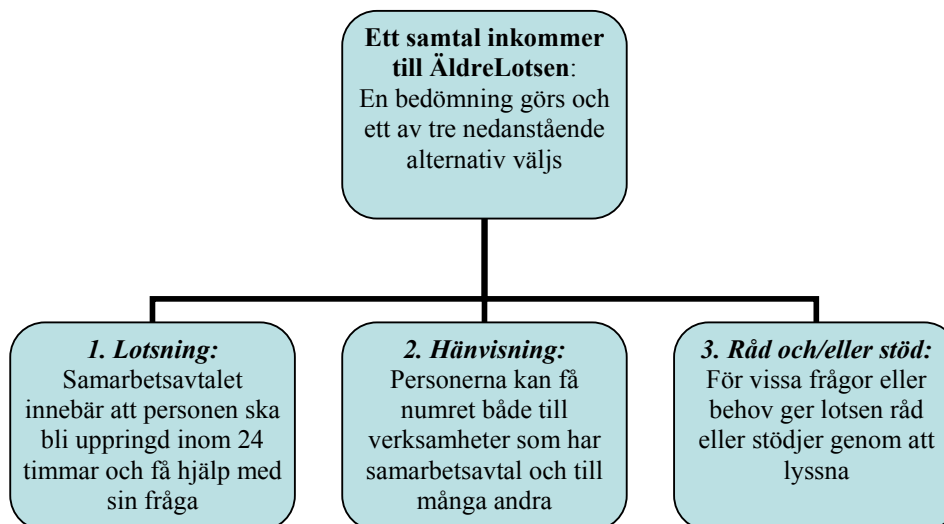 Ett samtal inkommer
till ÄldreLotsen:
En bedömning görs och
ett av tre nedanstående
alternativ väljs
1. Lotsning:
Samarbetsavtalet
innebär att personen ska
bli uppringd inom 24
timmar och få hjälp med
sin fråga
2. Hänvisning:
Personerna kan få
numret både till
verksamheter som har
samarbetsavtal och till
många andra
3. Råd och/eller stöd:
För vissa frågor eller
behov ger lotsen råd
eller stödjer genom att
lyssna